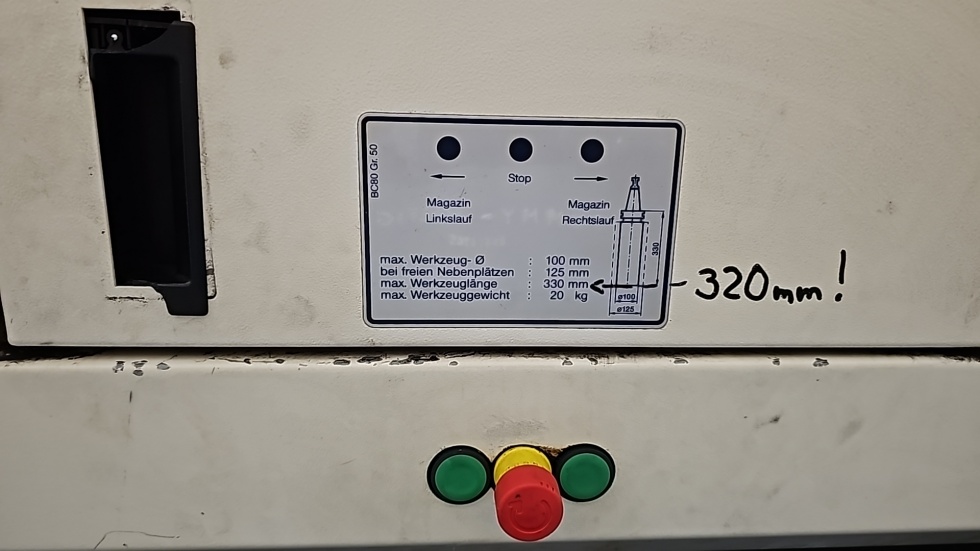 BC80 Gr. 50
Stop
Magazin Linkslauf
Magazin Rechtslauf
max. Werkzeug- Ø : 100 mm
bei freien Nebenplätzen : 125 mm
max. Werkzeuglänge : 330 mm
max. Werkzeuggewicht : 20 kg
330
ø100
ø125
320mm!